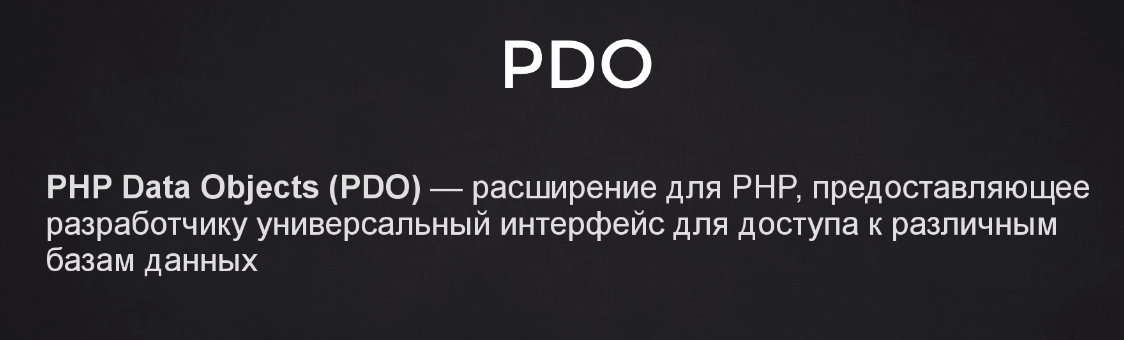 PDO
PHP Data Objects (PDO) — расширение для PHP, предоставляющее
разработчику универсальный интерфейс для доступа к различным
базам данных